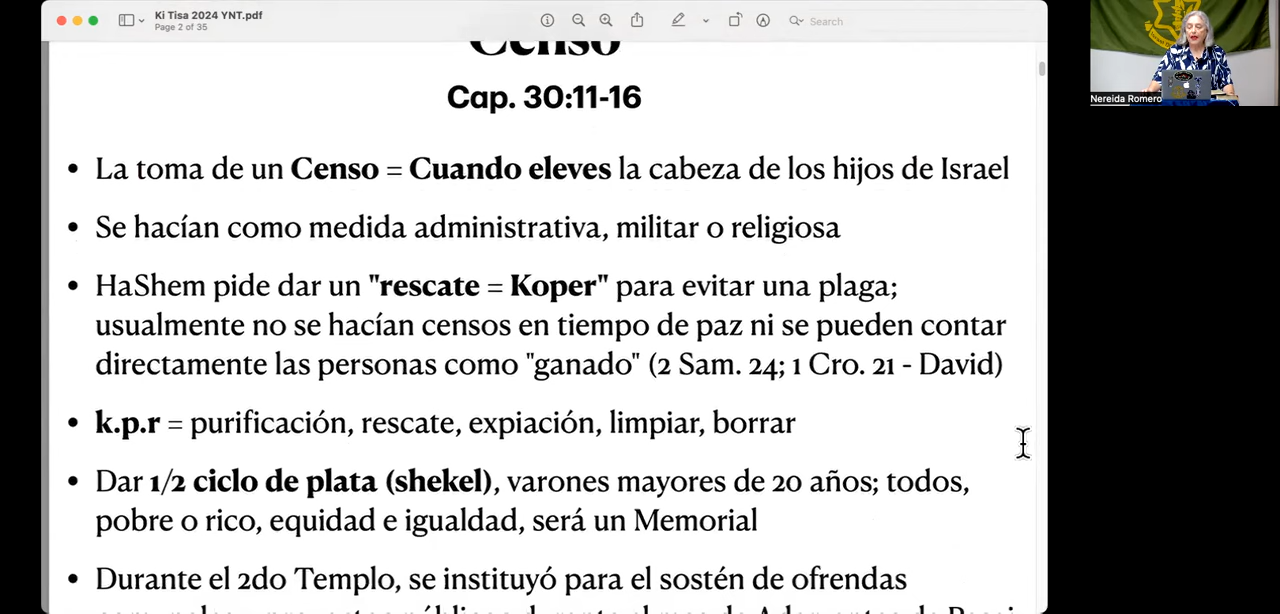 Ki Tisa 2024 YNT.pdf
Page 2 of 35
Search
Censo
Cap. 30:11-16
• La toma de un Censo = Cuando eleves la cabeza de los hijos de Israel
• Se hacían como medida administrativa, militar o religiosa
• HaShem pide dar un "rescate = Koper" para evitar una plaga;
usualmente no se hacían censos en tiempo de paz ni se pueden contar
directamente las personas como "ganado" (2 Sam. 24; 1 Cro. 21 - David)
• k.p.r = purificación, rescate, expiación, limpiar, borrar
• Dar 1/2 ciclo de plata (shekel), varones mayores de 20 años; todos,
pobre o rico, equidad e igualdad, será un Memorial
• Durante el 2do Templo, se instituyó para el sostén de ofrendas
Nereida Romero